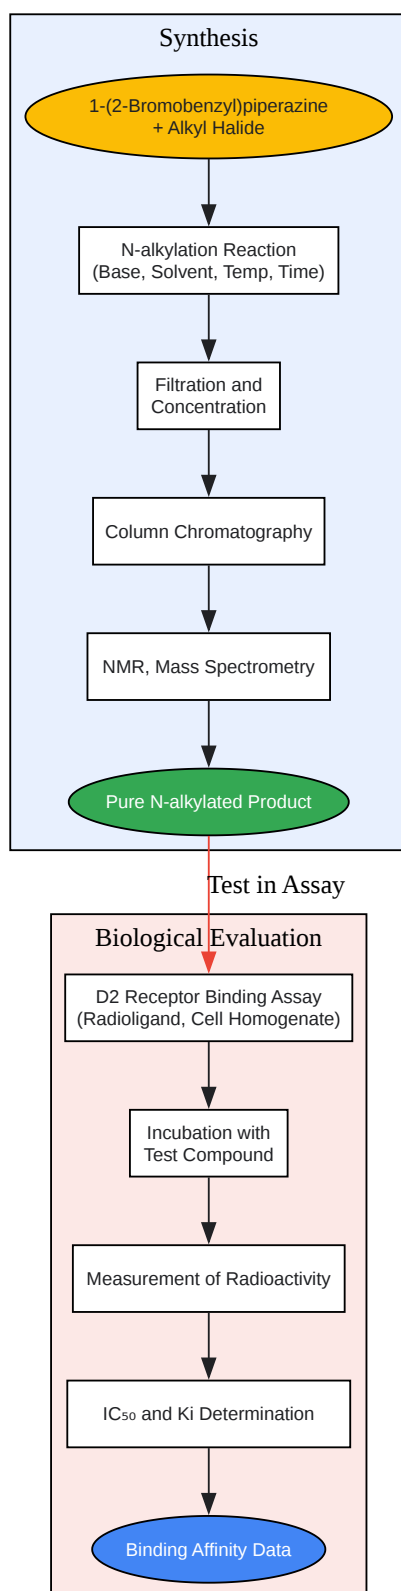 Synthesis
1-(2-Bromobenzyl)piperazine
+ Alkyl Halide
N-alkylation Reaction
(Base, Solvent, Temp, Time)
Filtration and
Concentration
Column Chromatography
NMR, Mass Spectrometry
Pure N-alkylated Product
Test in Assay
Biological Evaluation
D2 Receptor Binding Assay
(Radioligand, Cell Homogenate)
Incubation with
Test Compound
Measurement of Radioactivity
IC₅₀ and Ki Determination
Binding Affinity Data